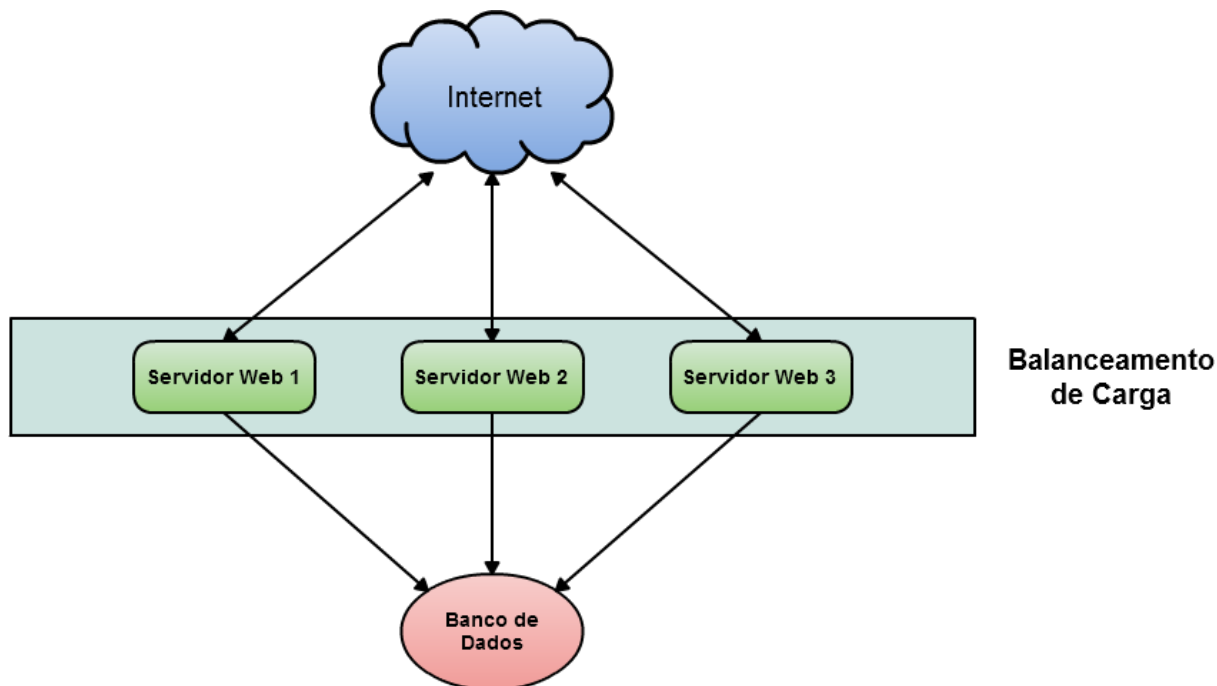 Internet
Servidor Web 1
Servidor Web 2
Servidor Web 3
Balanceamento
de Carga
Banco de
Dados